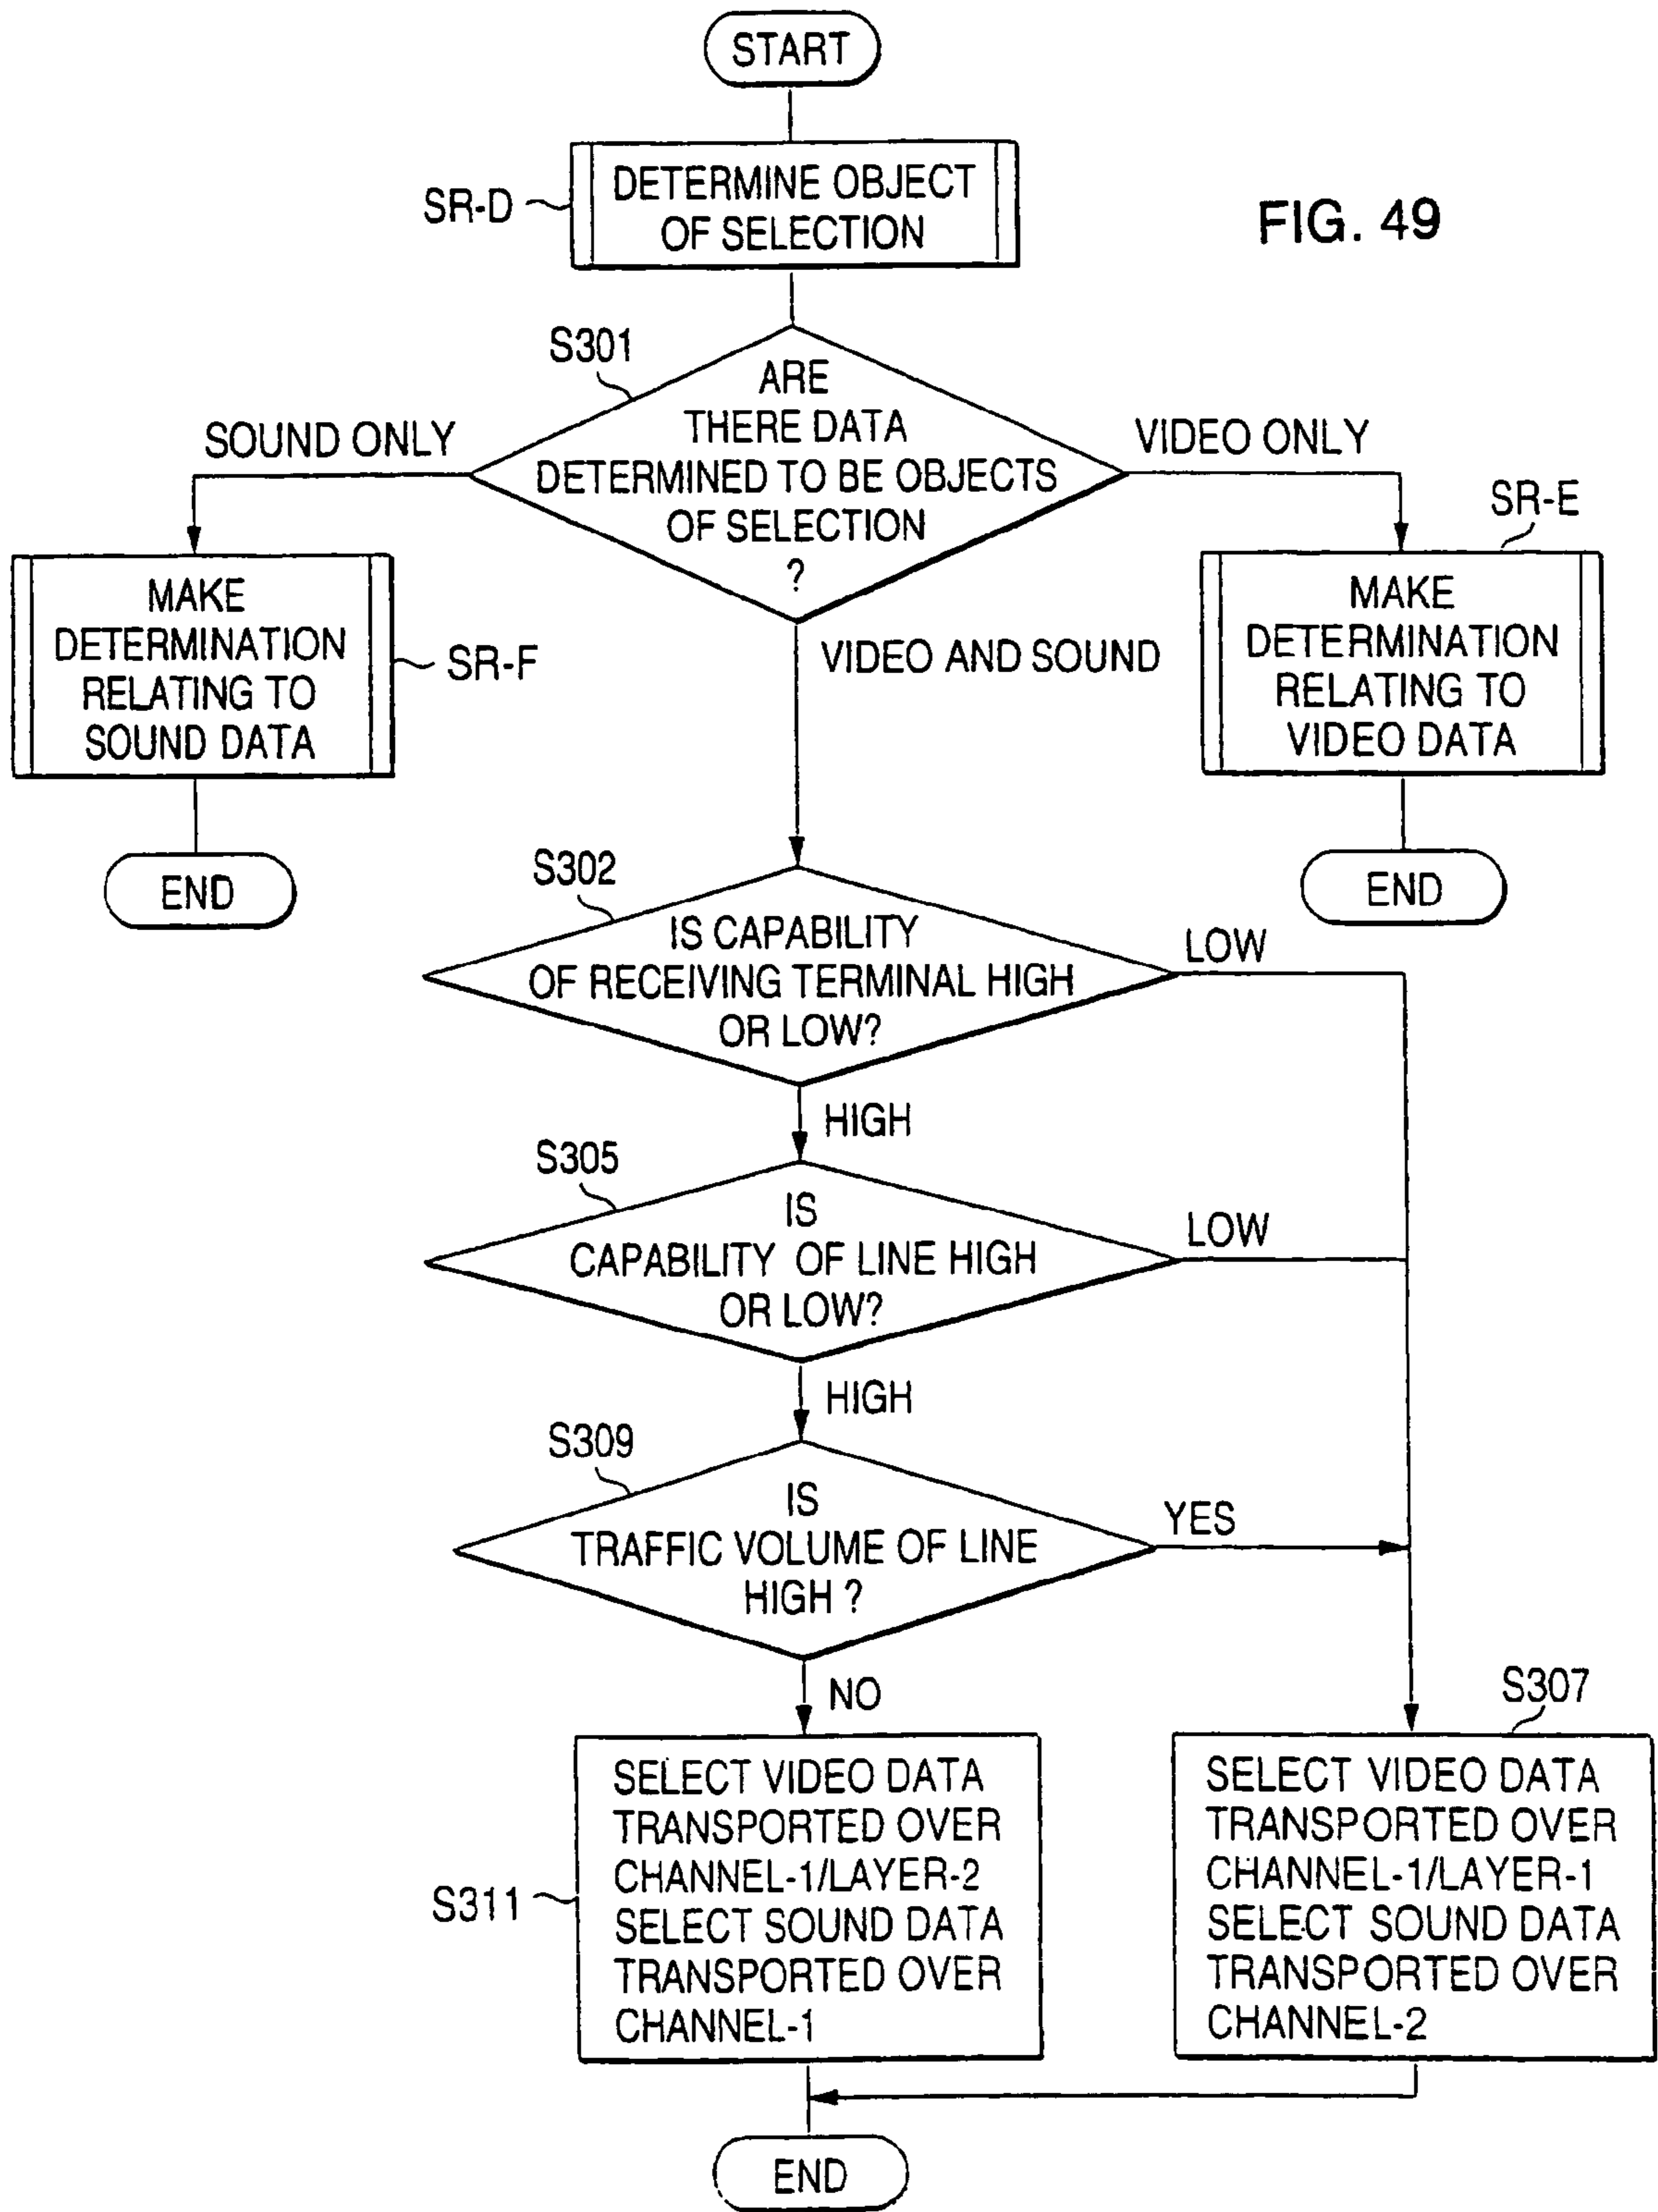 START
SR-D
DETERMINE OBJECT
OF SELECTION
FIG. 49
S301
ARE
THERE DATA
DETERMINED TO BE OBJECTS
OF SELECTION
?
SOUND ONLY
VIDEO ONLY
SR-E
MAKE
DETERMINATION
RELATING TO
SOUND DATA
SR-F
VIDEO AND SOUND
MAKE
DETERMINATION
RELATING TO
VIDEO DATA
END
END
S302
IS CAPABILITY
OF RECEIVING TERMINAL HIGH
OR LOW?
LOW
HIGH
S305
IS
CAPABILITY OF LINE HIGH
OR LOW?
LOW
HIGH
S309
IS
TRAFFIC VOLUME OF LINE
HIGH ?
YES
NO
S307
S311
SELECT VIDEO DATA
TRANSPORTED OVER
CHANNEL-1/LAYER-2
SELECT SOUND DATA
TRANSPORTED OVER
CHANNEL-1
SELECT VIDEO DATA
TRANSPORTED OVER
CHANNEL-1/LAYER-1
SELECT SOUND DATA
TRANSPORTED OVER
CHANNEL-2
END